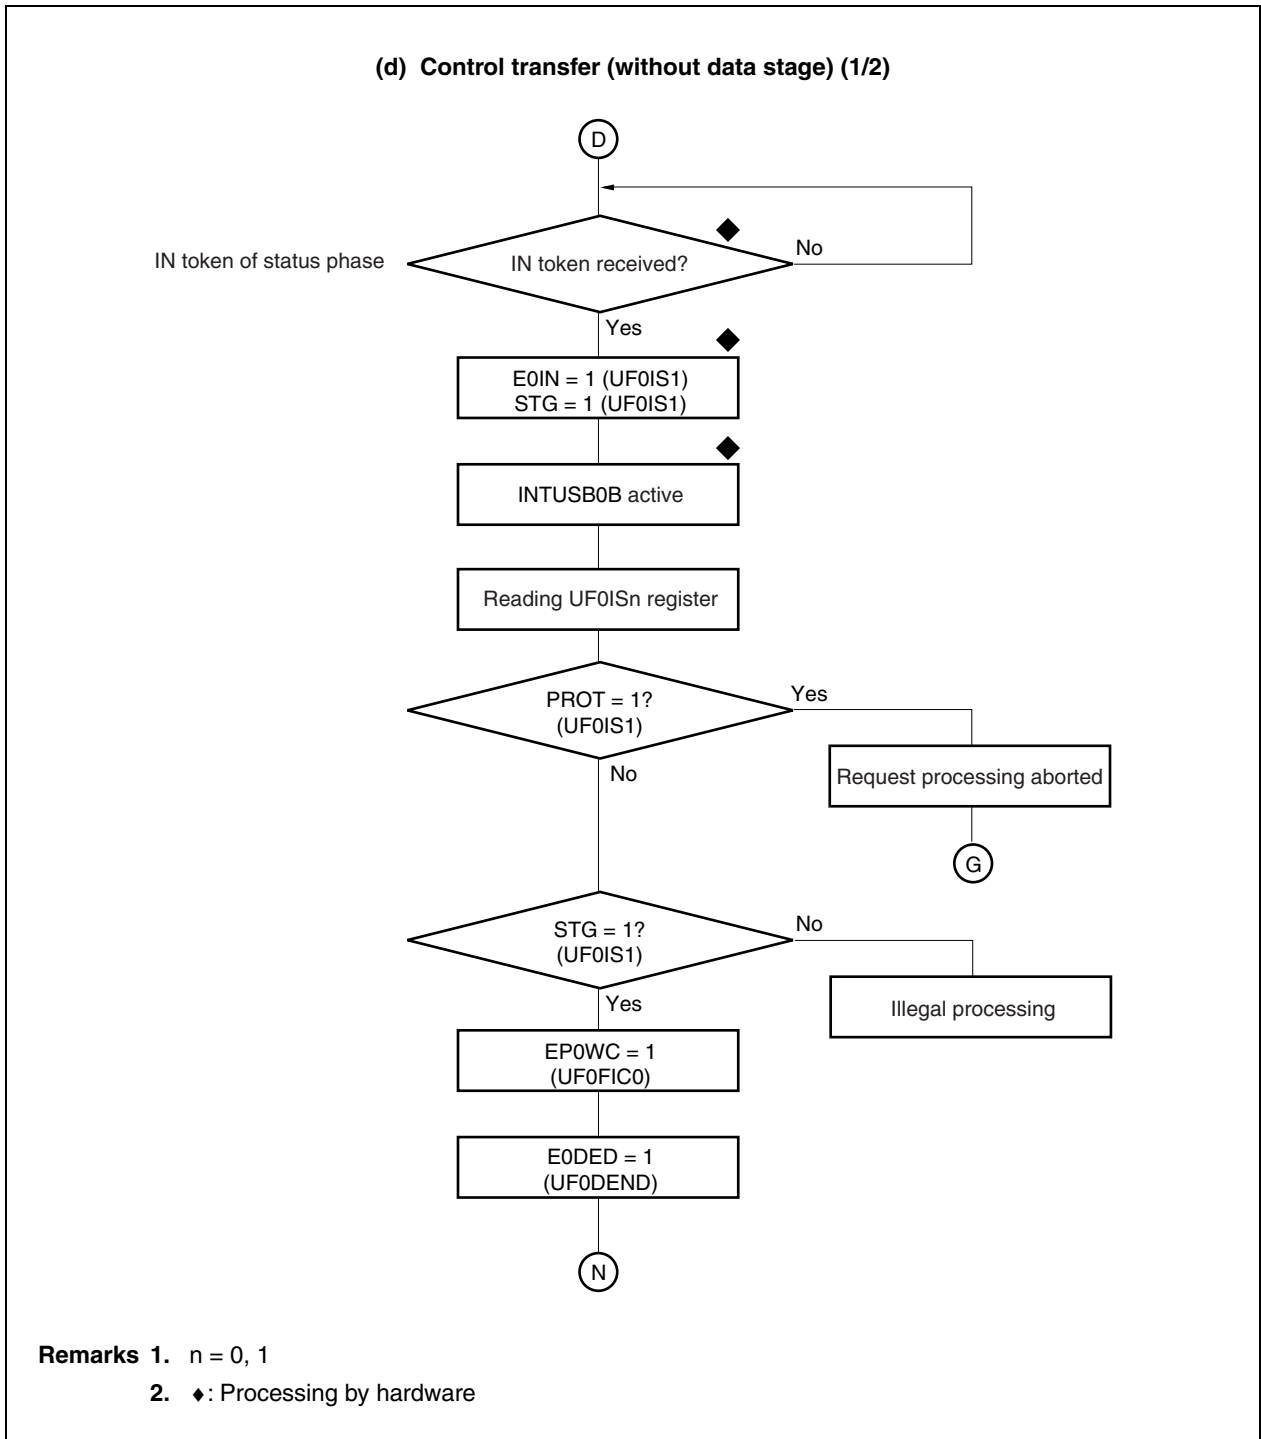 (d) Control transfer (without data stage) (1/2)
D
IN token of status phase
IN token received?
No
Yes
E0IN = 1 (UF0IS1)
STG = 1 (UF0IS1)
INTUSB0B active
Reading UF0ISn register
PROT = 1?
(UF0IS1)
Yes
No
Request processing aborted
G
STG = 1?
(UF0IS1)
No
Yes
Illegal processing
EP0WC = 1
(UF0FIC0)
E0DED = 1
(UF0DEND)
N
Remarks 1. n = 0, 1
2. ♦: Processing by hardware